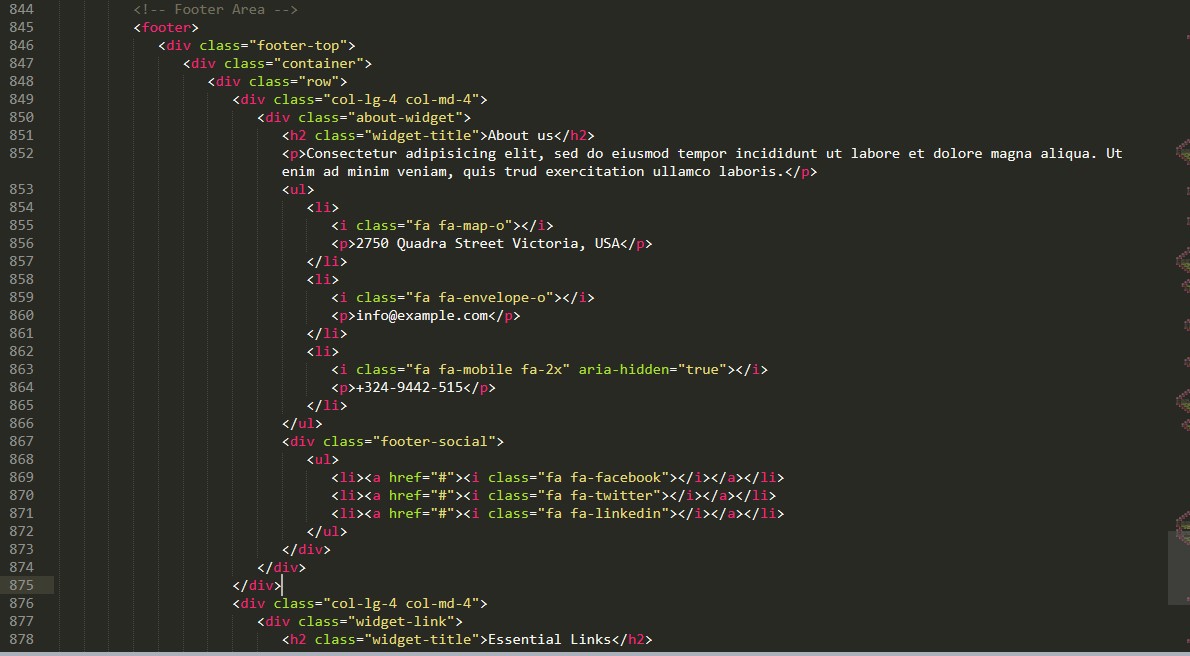 844 <!-- Footer Area -->
845 <footer>
846 <div class="footer-top">
847 <div class="container">
848 <div class="row">
849 <div class="col-lg-4 col-md-4">
850 <div class="about-widget">
851 <h2 class="widget-title">About us</h2>
852 <p>Consectetur adipisicing elit, sed do eiusmod tempor incididunt ut labore et dolore magna aliqua. Ut
enim ad minim veniam, quis trud exercitation ullamco laboris.</p>
853 <ul>
854 <li>
855 <i class="fa fa-map-o"></i>
856 <p>2750 Quadra Street Victoria, USA</p>
857 </li>
858 <li>
859 <i class="fa fa-envelope-o"></i>
860 <p>info@example.com</p>
861 </li>
862 <li>
863 <i class="fa fa-mobile fa-2x" aria-hidden="true"></i>
864 <p>+324-9442-515</p>
865 </li>
866 </ul>
867 <div class="footer-social">
868 <ul>
869 <li><a href="#"><i class="fa fa-facebook"></i></a></li>
870 <li><a href="#"><i class="fa fa-twitter"></i></a></li>
871 <li><a href="#"><i class="fa fa-linkedin"></i></a></li>
872 </ul>
873 </div>
874 </div>
875 </div>
876 <div class="col-lg-4 col-md-4">
877 <div class="widget-link">
878 <h2 class="widget-title">Essential Links</h2>